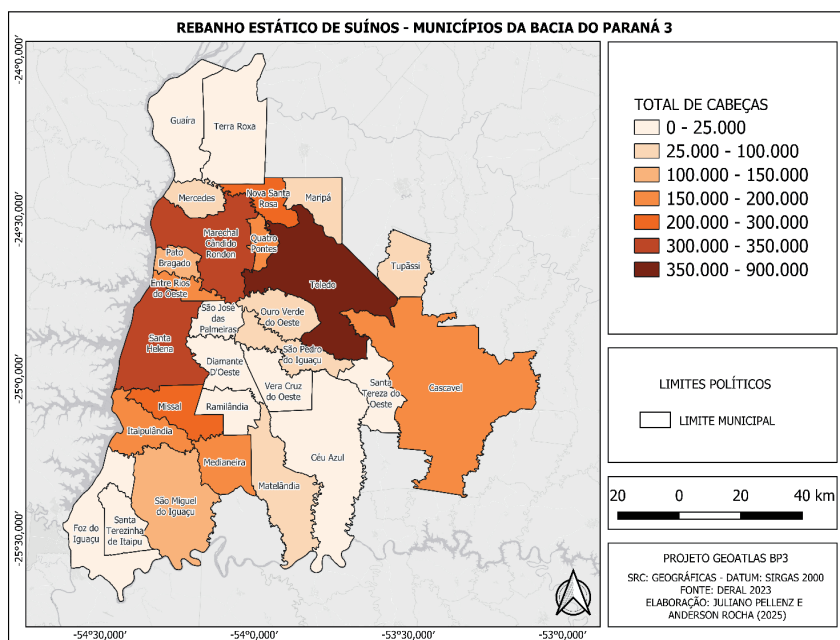 REBANHO ESTÁTICO DE SUÍNOS - MUNICÍPIOS DA BACIA DO PARANÁ 3
-24°0,000'
-24°30,000'
-25°0,000'
-25°30,000'
-54°30,000'
-54°0,000'
-53°30,000'
-53°0,000'
Guaíra
Terra Roxa
Mercedes
Nova Santa
Rosa
Maripá
Marechal
Cândido
Rondon
Quatro
Pontes
Pato
Bragado
Toledo
Tupãssi
Entre Rios
do Oeste
São José
das
Palmeiras
Ouro Verde
do Oeste
Santa
Helena
São Pedro
do Iguaçu
Diamante
D'Oeste
Vera Cruz
do Oeste
Santa
Tereza do
Oeste
Cascavel
Missal
Ramilândia
Itaipulândia
Medianeira
Céu Azul
Matelândia
São Miguel
do Iguaçu
Foz do
Iguaçu
Santa
Terezinha
de Itaipu
TOTAL DE CABEÇAS
0 - 25.000
25.000 - 100.000
100.000 - 150.000
150.000 - 200.000
200.000 - 300.000
300.000 - 350.000
350.000 - 900.000
LIMITES POLÍTICOS
LIMITE MUNICIPAL
20 0 20 40 km
PROJETO GEOATLAS BP3
SRC: GEOGRÁFICAS - DATUM: SIRGAS 2000
FONTE: DERAL 2023
ELABORAÇÃO: JULIANO PELLENZ E
ANDERSON ROCHA (2025)